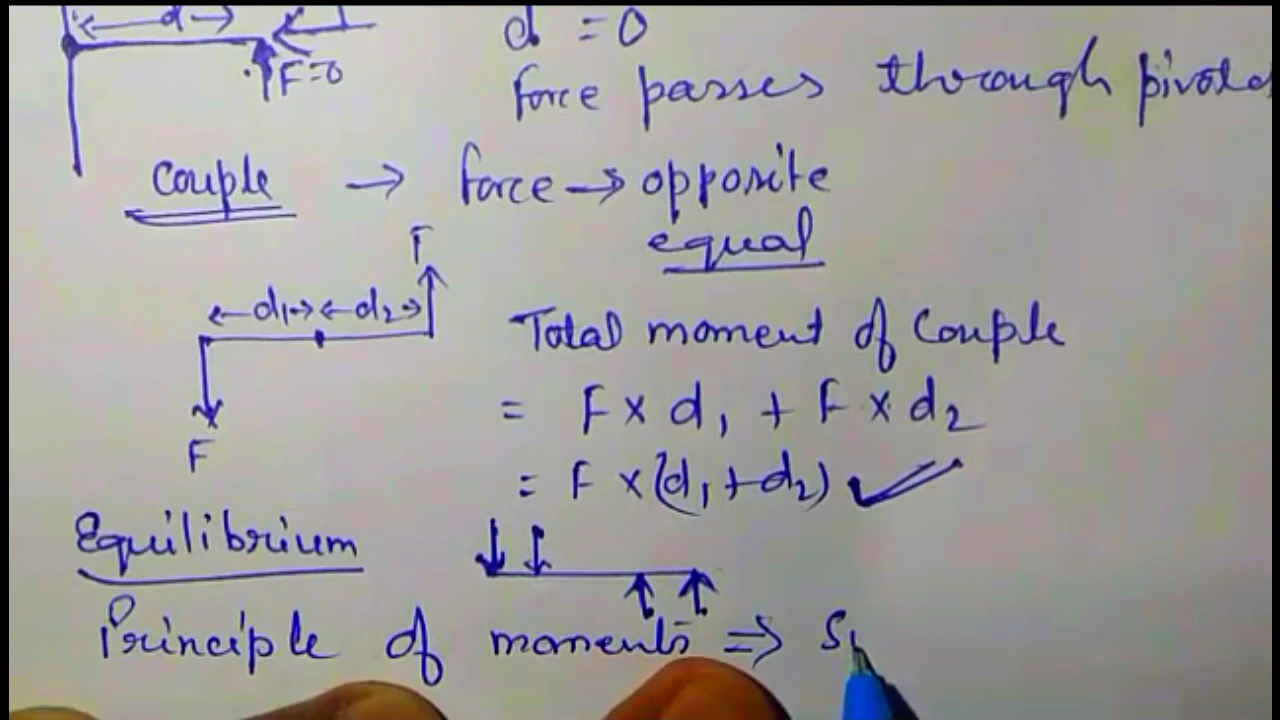 d d = 0
F=0 force passes through pivota
couple → force → opposite
equal
F
d1 d2 Total moment of couple
= F × d1 + F × d2
F
= F × (d1 + d2) ✓
Equilibrium
Principle of moments ⇒ S